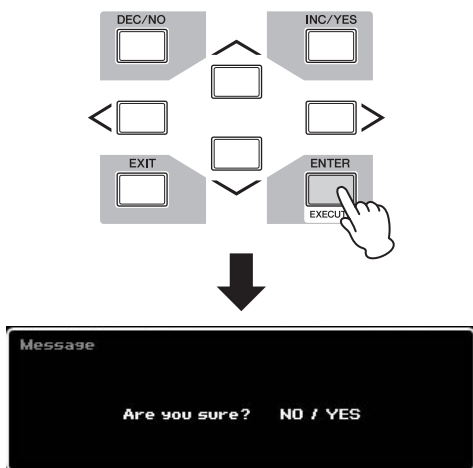 DEC/NO
INC/YES
EXIT
ENTER
Message
Are you sure? NO / YES